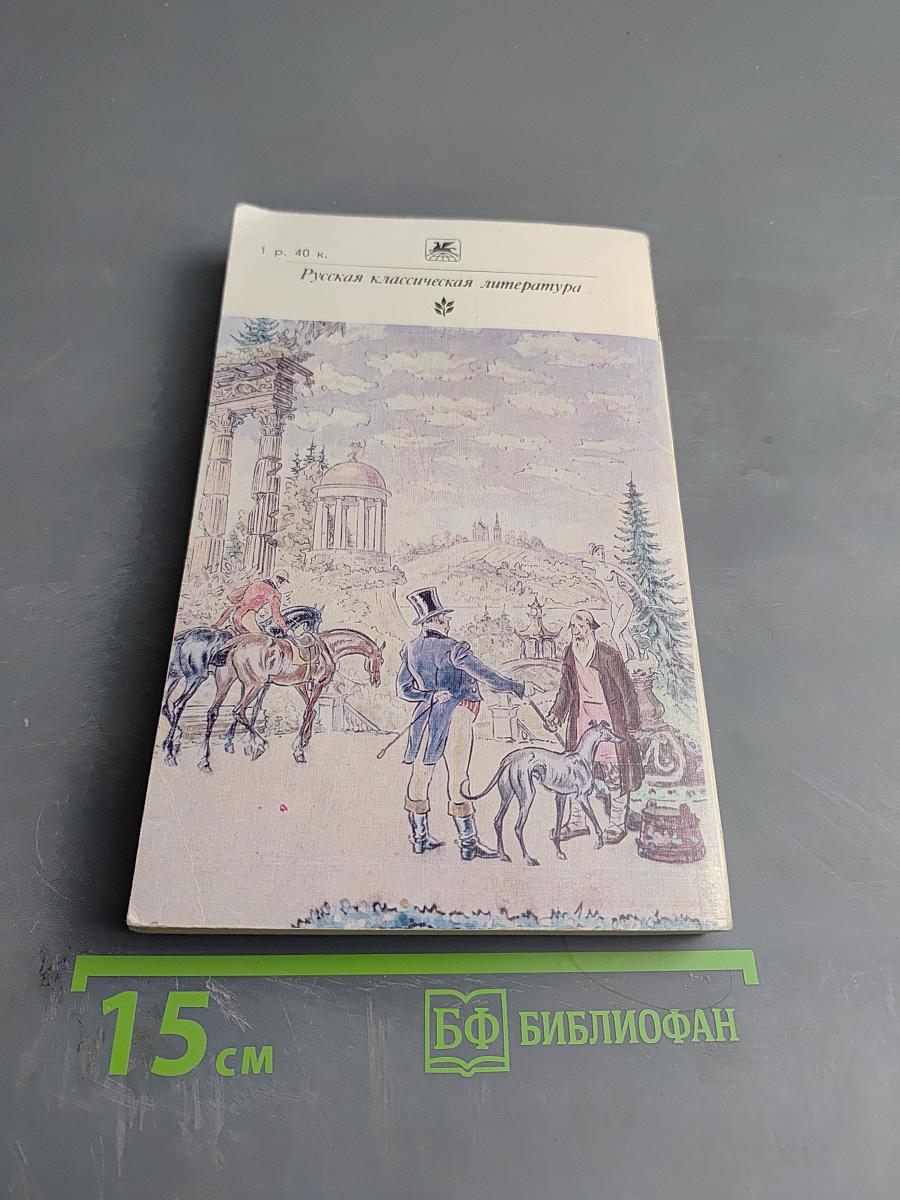 1 р. 40 к.
Русская классическая литература
15 см
БФ БИБЛИОФАН